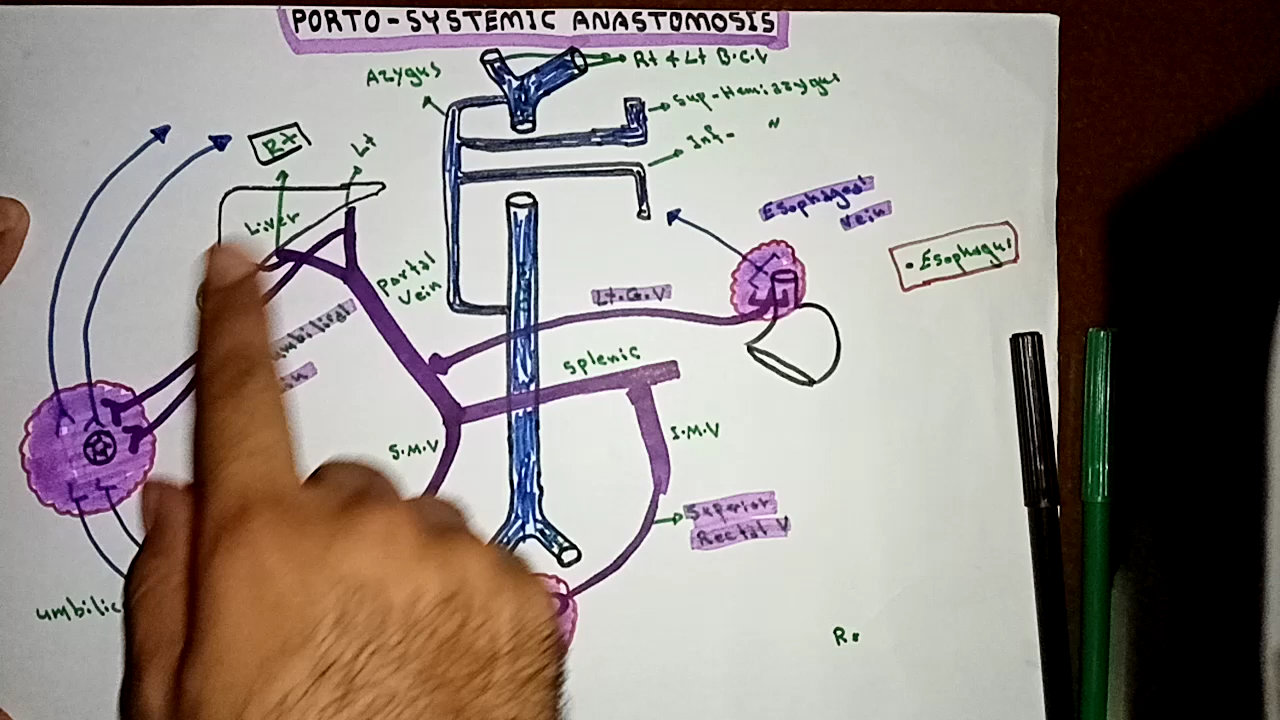 PORTO-SYSTEMIC ANASTOMOSIS
Azygus
Rt & Lt B.C.V
Sup-Hemiazygus
Inf- "
Rt
Lt
Liver
Portal
Vein
Esophageal
Vein
• Esophagus
Lt.G.V
Splenic
S.M.V
I.M.V
Superior
Rectal V
R.